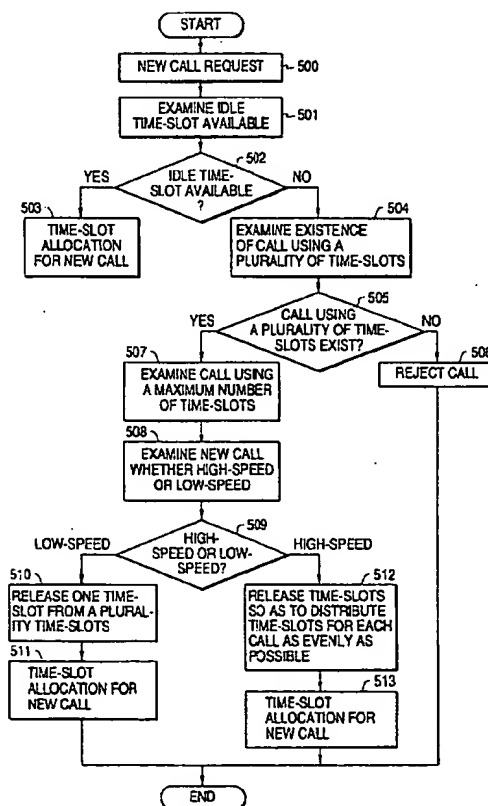 START
NEW CALL REQUEST
500
EXAMINE IDLE
TIME-SLOT AVAILABLE
501
502
IDLE TIME-
SLOT AVAILABLE
?
YES
NO
503
TIME-SLOT
ALLOCATION
FOR NEW CALL
504
EXAMINE EXISTENCE
OF CALL USING A
PLURALITY OF TIME-SLOTS
505
CALL USING
A PLURALITY OF TIME-
SLOTS EXIST?
YES
NO
507
EXAMINE CALL USING
A MAXIMUM NUMBER
OF TIME-SLOTS
506
REJECT CALL
508
EXAMINE NEW CALL
WHETHER HIGH-SPEED
OR LOW-SPEED
509
HIGH-
SPEED OR LOW-
SPEED?
LOW-SPEED
HIGH-SPEED
510
RELEASE ONE TIME-
SLOT FROM A PLURAL-
ITY TIME-SLOTS
512
RELEASE TIME-SLOTS
SO AS TO DISTRIBUTE
TIME-SLOTS FOR EACH
CALL AS EVENLY AS
POSSIBLE
511
TIME-SLOT
ALLOCATION FOR
NEW CALL
513
TIME-SLOT
ALLOCATION FOR
NEW CALL
END